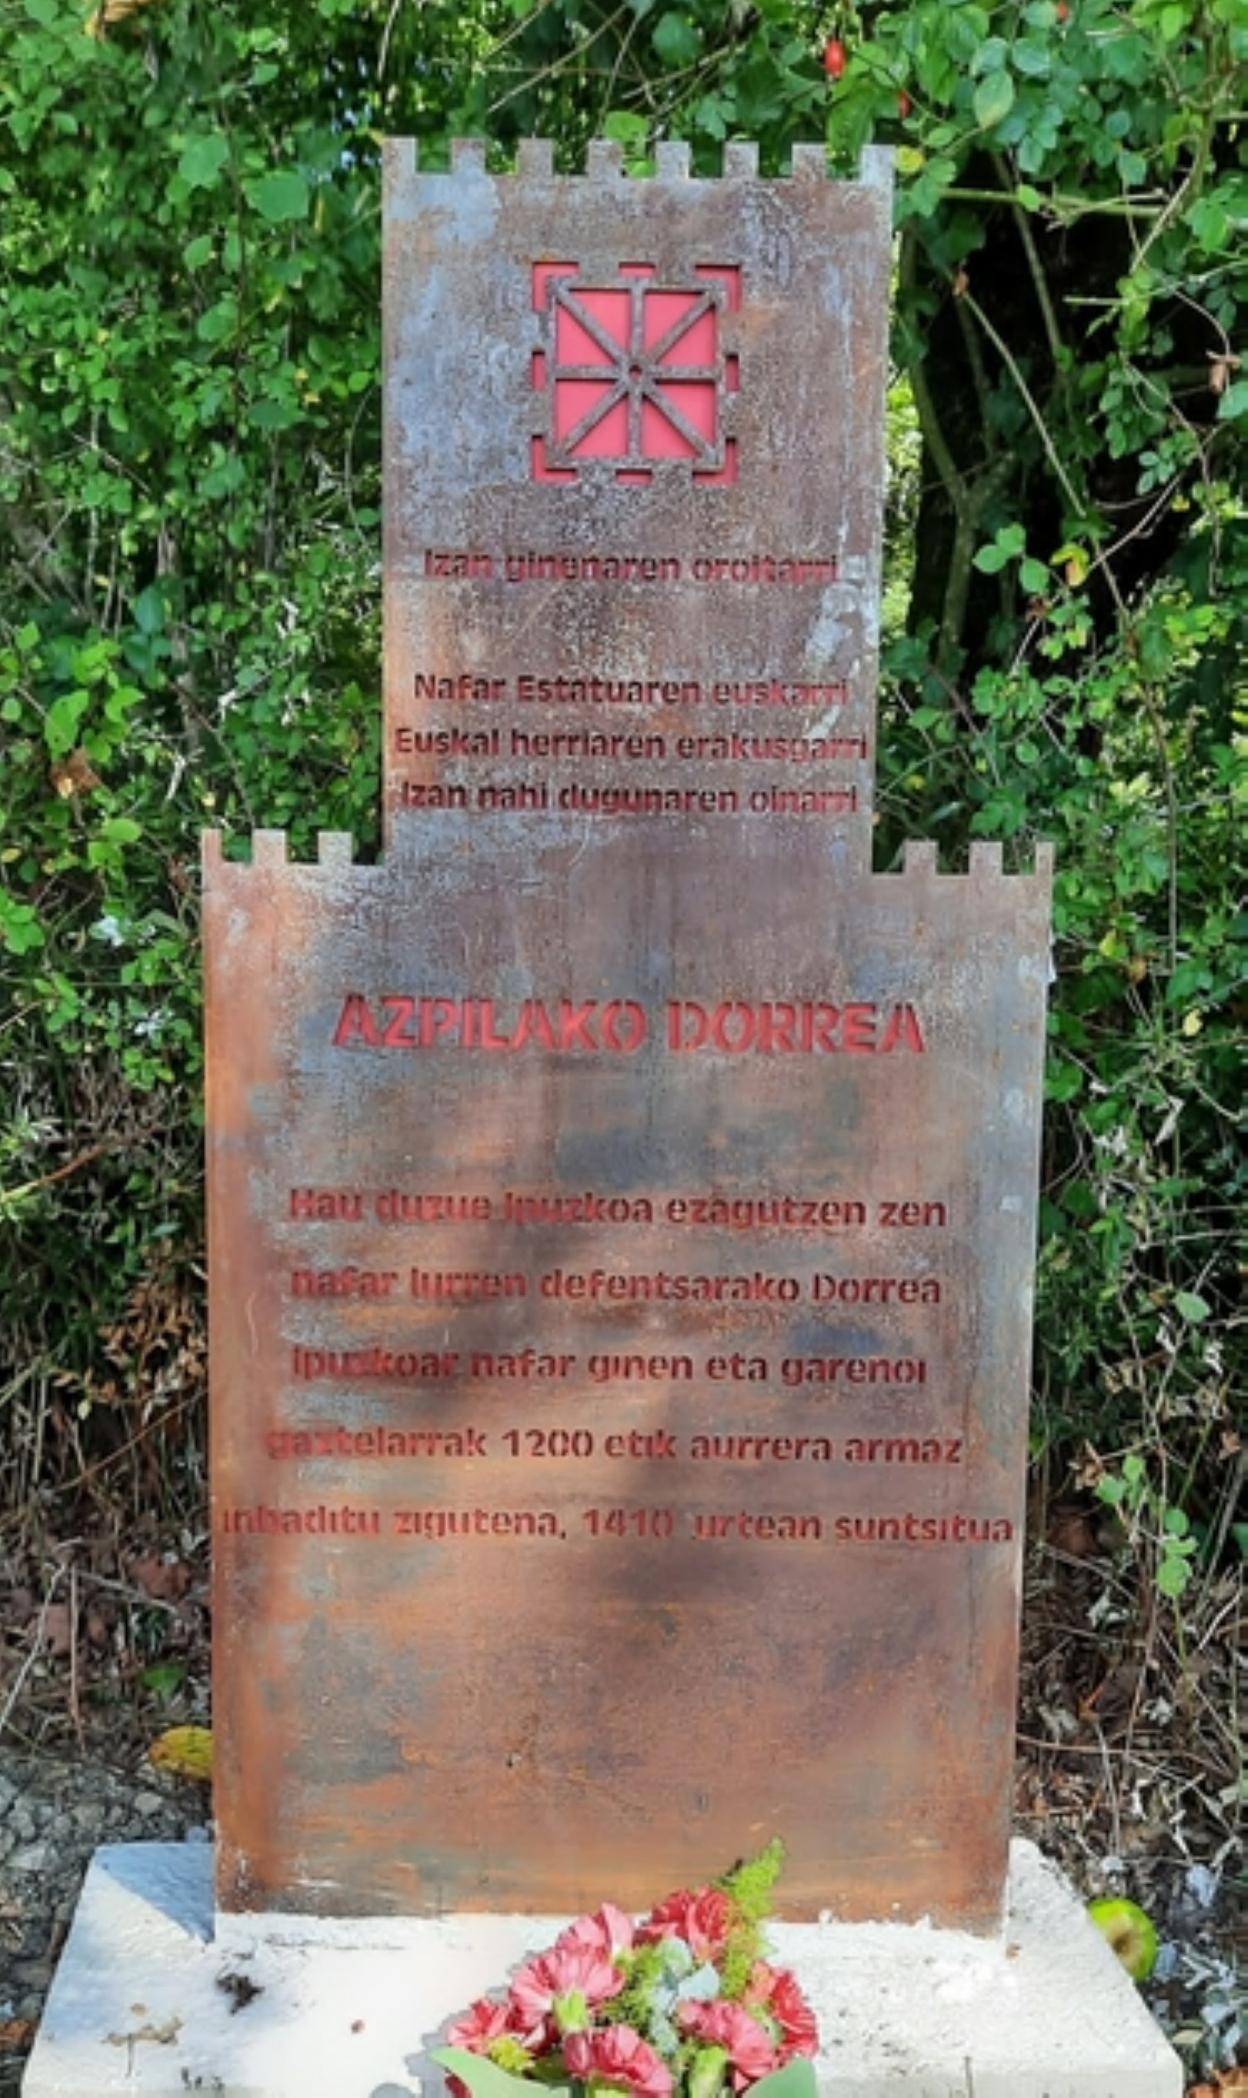 Izan ginenaren oroitarri
Nafar Estatuaren euskarri
Euskal herriaren erakusgarri
Izan nahi dugunaren oinarri
AZPILAKO DORREA
Hau duzue Ipuzkoa ezagutzen zen
nafar lurren defentsarako Dorrea
ipuzkoar nafar ginen eta garenoi
gaztelarrak 1200 etik aurrera armaz
inbaditu zigutena, 1410 urtean suntsitua